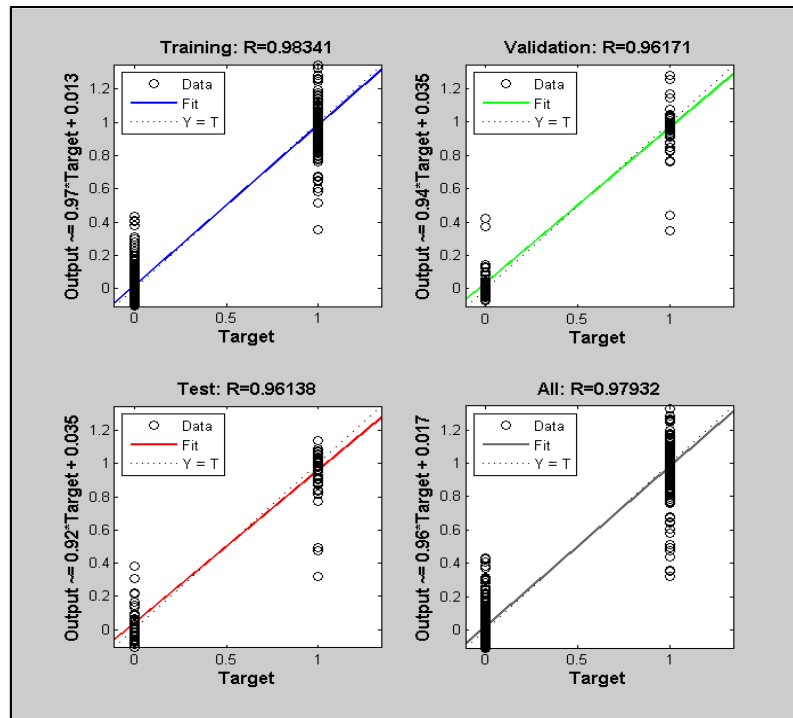 Training: R=0.98341
Output ~= 0.97*Target + 0.013
Data
Fit
Y = T
1.2
1
0.8
0.6
0.4
0.2
0
0
0.5
1
Target
Validation: R=0.96171
Output ~= 0.94*Target + 0.035
Data
Fit
Y = T
1.2
1
0.8
0.6
0.4
0.2
0
0
0.5
1
Target
Test: R=0.96138
Output ~= 0.92*Target + 0.035
Data
Fit
Y = T
1.2
1
0.8
0.6
0.4
0.2
0
0
0.5
1
Target
All: R=0.97932
Output ~= 0.96*Target + 0.017
Data
Fit
Y = T
1.2
1
0.8
0.6
0.4
0.2
0
0
0.5
1
Target